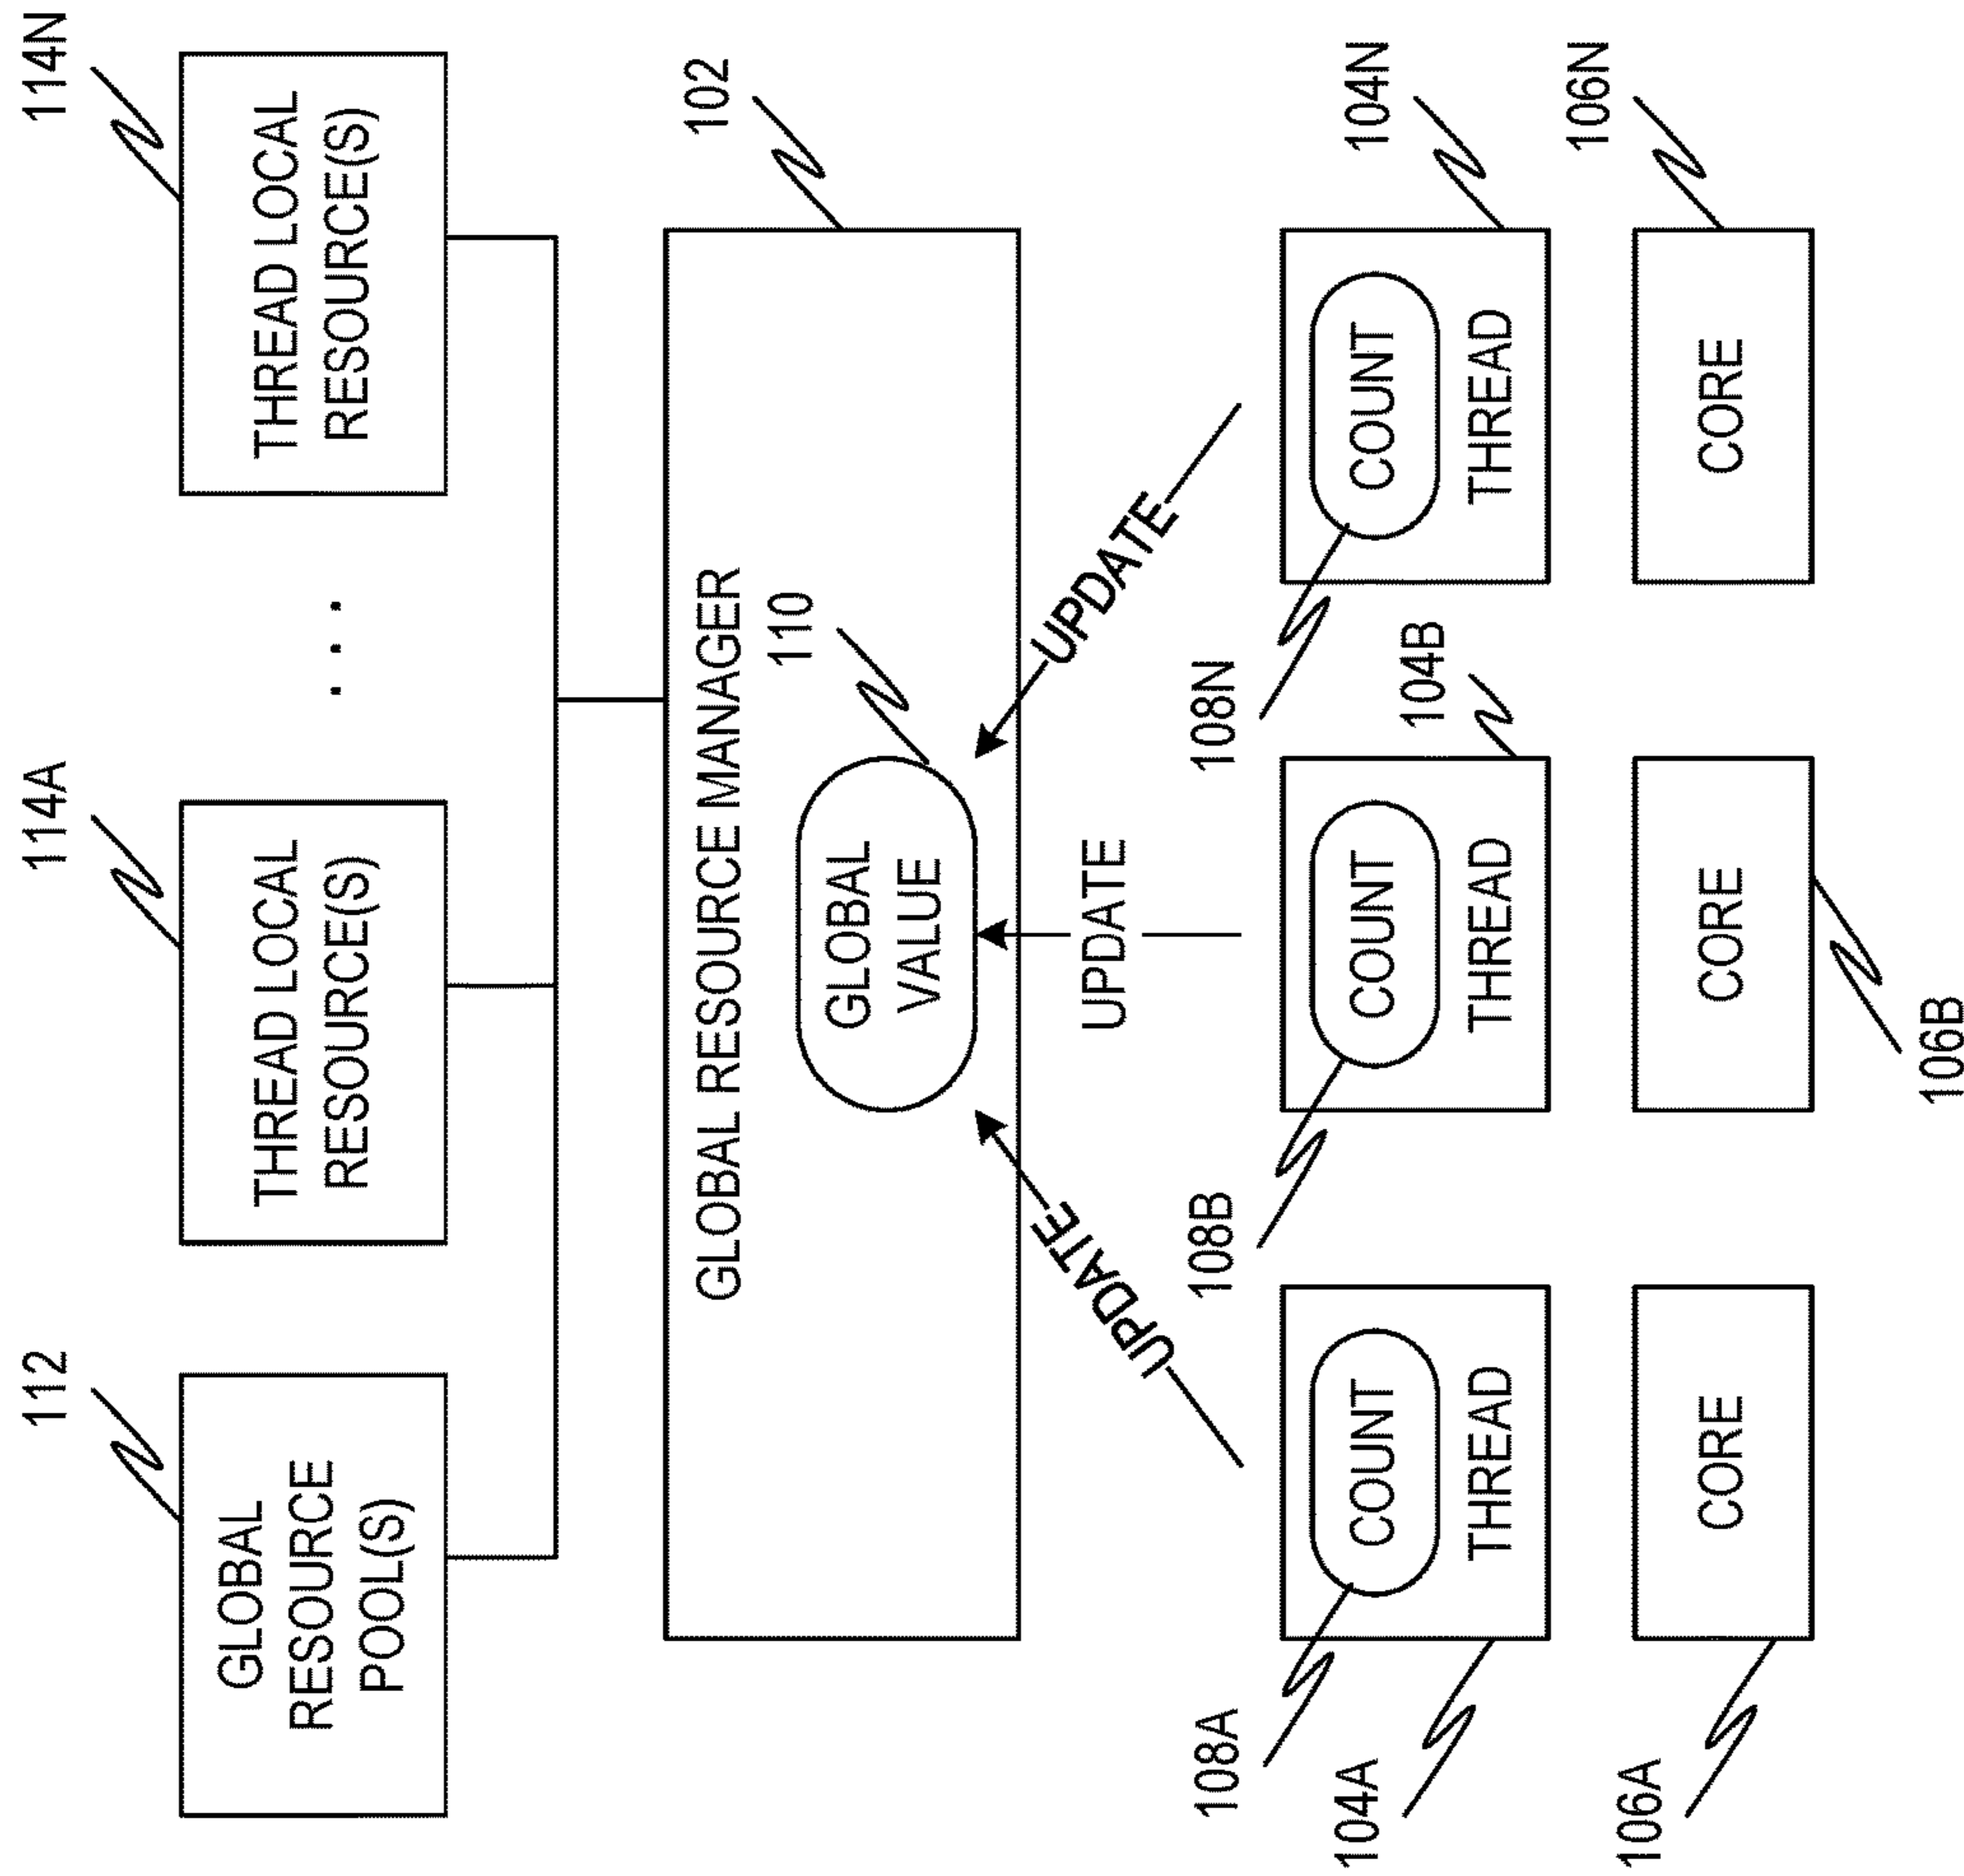 112
114A
114N
GLOBAL
RESOURCE
POOL(S)
THREAD LOCAL
RESOURCE(S)
. . .
THREAD LOCAL
RESOURCE(S)
102
GLOBAL RESOURCE MANAGER
110
GLOBAL
VALUE
UPDATE
UPDATE
UPDATE
108A
108B
108N
104A
COUNT
THREAD
104B
COUNT
THREAD
104N
COUNT
THREAD
106A
CORE
106B
CORE
106N
CORE